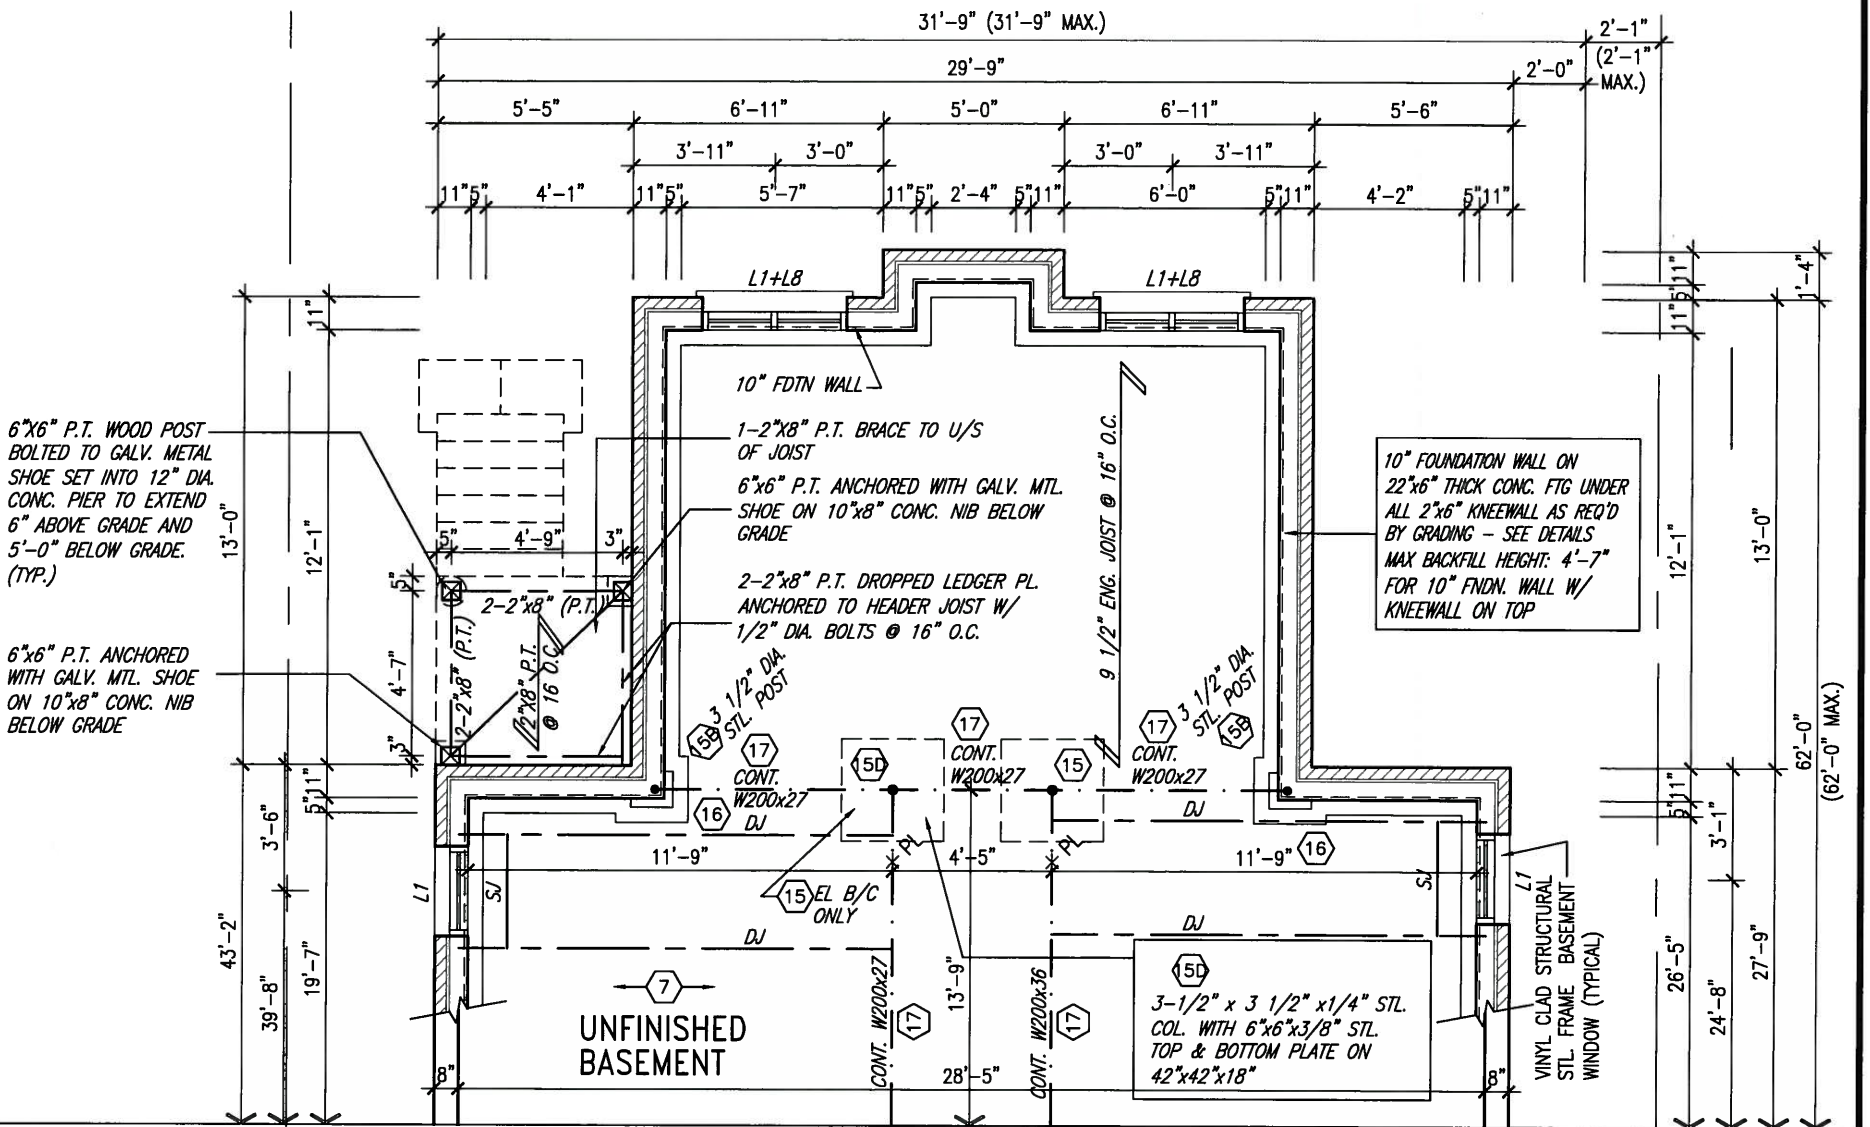 31'-9" (31'-9" MAX.)
2'-1"
(2'-1"
MAX.)
29'-9"
2'-0"
5'-5"
6'-11"
5'-0"
6'-11"
5'-6"
3'-11"
3'-0"
3'-0"
3'-11"
11"
5"
4'-1"
11"
5"
5'-7"
11"
5"
2'-4"
5"
11"
6'-0"
5"
11"
4'-2"
5"
11"
L1+L8
L1+L8
11"
13'-0"
12'-1"
6"X6" P.T. WOOD POST
BOLTED TO GALV. METAL
SHOE SET INTO 12" DIA.
CONC. PIER TO EXTEND
6" ABOVE GRADE AND
5'-0" BELOW GRADE.
(TYP.)
6"x6" P.T. ANCHORED
WITH GALV. MTL. SHOE
ON 10"x8" CONC. NIB
BELOW GRADE
10" FDTN WALL
1-2"X8" P.T. BRACE TO U/S
OF JOIST
6"x6" P.T. ANCHORED WITH GALV. MTL.
SHOE ON 10"x8" CONC. NIB BELOW
GRADE
2-2"x8" P.T. DROPPED LEDGER PL.
ANCHORED TO HEADER JOIST W/
1/2" DIA. BOLTS @ 16" O.C.
5"
4'-9"
3"
5"
4'-7"
3"
2-2"x8" (P.T.)
2-2"x8" (P.T.)
2"X8" P.T.
@ 16 O.C.
9 1/2" ENG. JOIST @ 16" O.C.
10" FOUNDATION WALL ON
22"x6" THICK CONC. FTG UNDER
ALL 2"x6" KNEEWALL AS REQ'D
BY GRADING - SEE DETAILS
MAX BACKFILL HEIGHT: 4'-7"
FOR 10" FNDN. WALL W/
KNEEWALL ON TOP
11"
5"
11"
1'-4"
12'-1"
13'-0"
62'-0"
(62'-0" MAX.)
3 1/2" DIA.
STL. POST
15B
17
CONT.
W200x27
16
DJ
15D
17
CONT.
W200x27
15
17
CONT.
W200x27
3 1/2" DIA.
STL. POST
15B
DJ
16
PL
PL
11'-9"
4'-5"
11'-9"
15
EL B/C
ONLY
L1
SJ
SJ
L1
DJ
DJ
11"
5"
3'-6"
43'-2"
39'-8"
19'-7"
11"
5"
3'-1"
26'-5"
24'-8"
27'-9"
7
UNFINISHED
BASEMENT
CONT. W200x27
17
13'-9"
CONT. W200x36
17
15D
3-1/2" x 3 1/2" x1/4" STL.
COL. WITH 6"x6"x3/8" STL.
TOP & BOTTOM PLATE ON
42"x42"x18"
VINYL CLAD STRUCTURAL
STL. FRAME BASEMENT
WINDOW (TYPICAL)
8"
28'-5"
8"